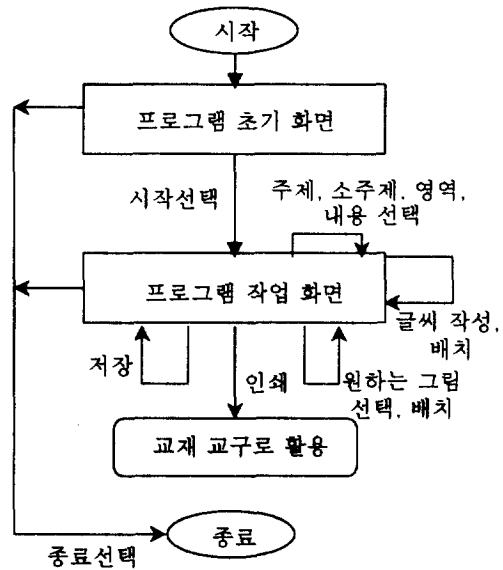 시작
프로그램 초기 화면
시작선택
주제, 소주제, 영역,
내용 선택
프로그램 작업 화면
글씨 작성,
배치
저장
인쇄
원하는 그림
선택, 배치
교재 교구로 활용
종료선택
종료